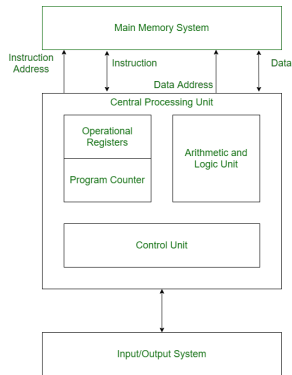 Main Memory System
Instruction
Address
Instruction
Data Address
Data
Central Processing Unit
Operational
Registers
Program Counter
Arithmetic and
Logic Unit
Control Unit
Input/Output System